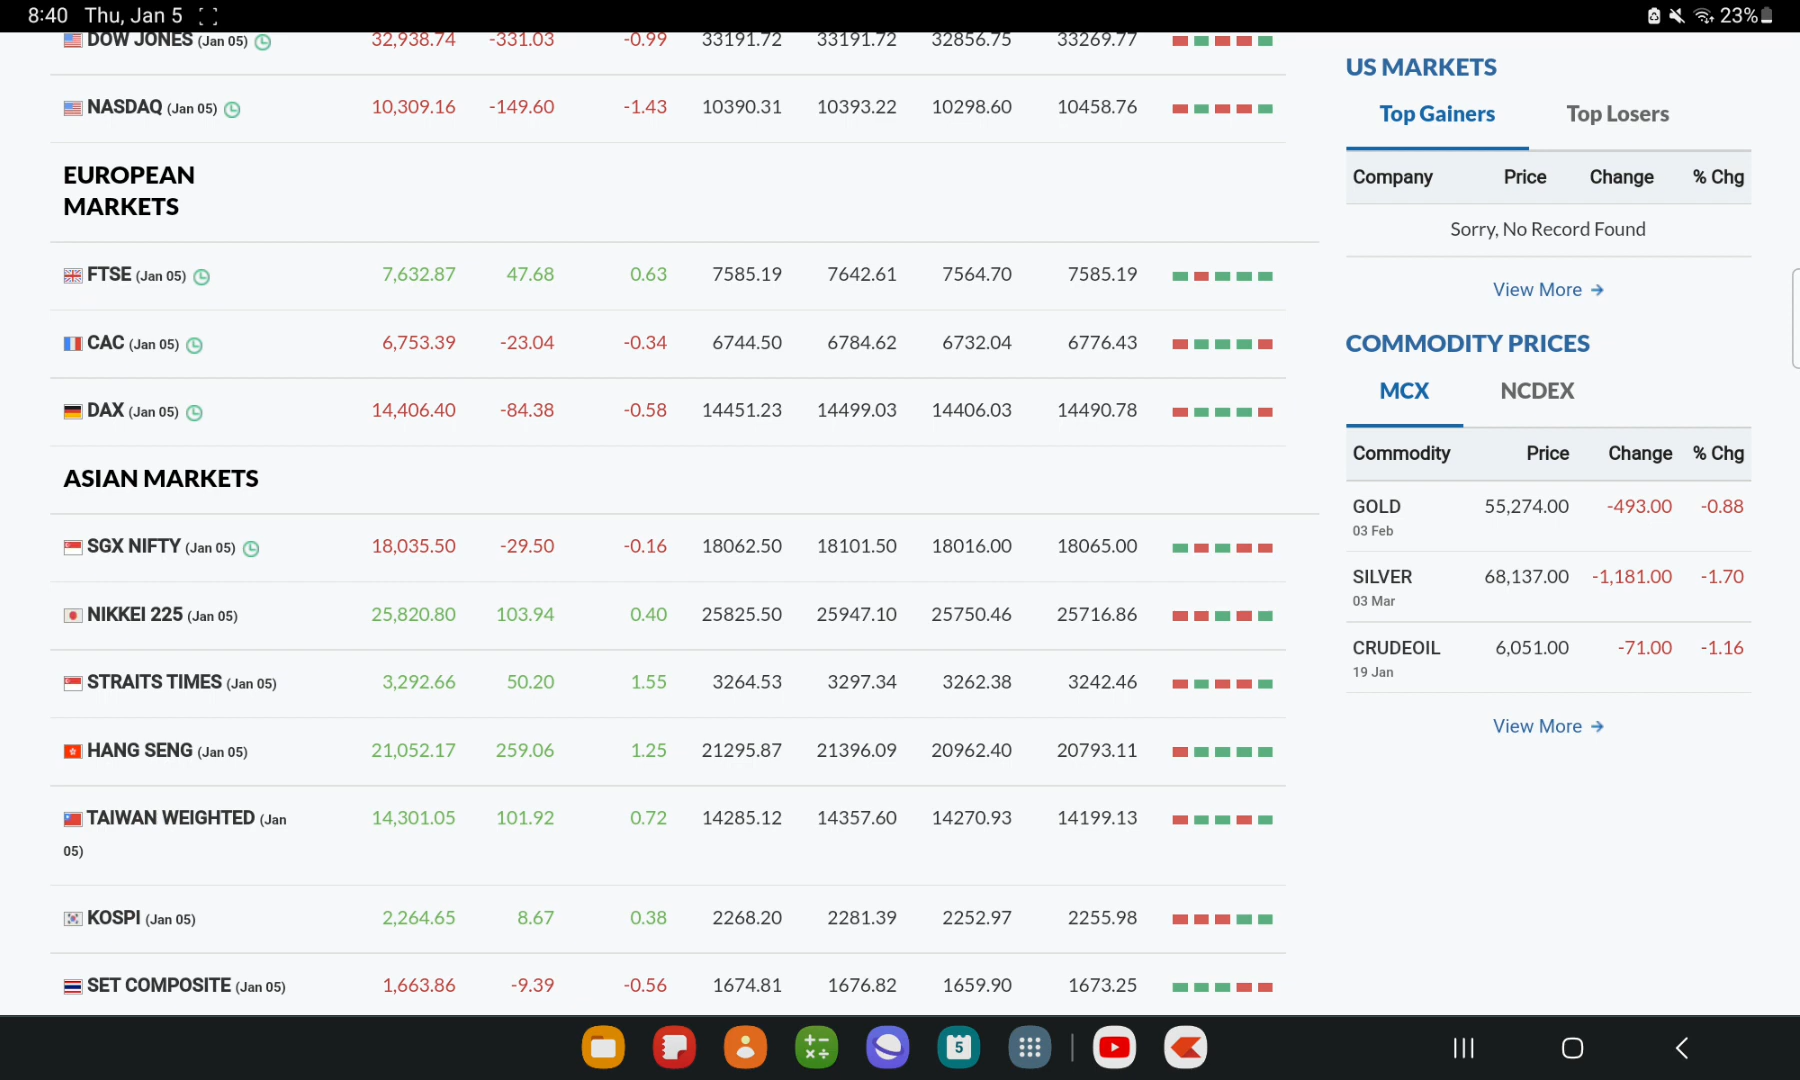 8:40 Thu, Jan 5 23%
DOW JONES (Jan 05) 32,938.74 -331.03 -0.99 33191.72 33191.72 32856.75 33269.77
NASDAQ (Jan 05) 10,309.16 -149.60 -1.43 10390.31 10393.22 10298.60 10458.76
EUROPEAN
MARKETS
FTSE (Jan 05) 7,632.87 47.68 0.63 7585.19 7642.61 7564.70 7585.19
CAC (Jan 05) 6,753.39 -23.04 -0.34 6744.50 6784.62 6732.04 6776.43
DAX (Jan 05) 14,406.40 -84.38 -0.58 14451.23 14499.03 14406.03 14490.78
ASIAN MARKETS
SGX NIFTY (Jan 05) 18,035.50 -29.50 -0.16 18062.50 18101.50 18016.00 18065.00
NIKKEI 225 (Jan 05) 25,820.80 103.94 0.40 25825.50 25947.10 25750.46 25716.86
STRAITS TIMES (Jan 05) 3,292.66 50.20 1.55 3264.53 3297.34 3262.38 3242.46
HANG SENG (Jan 05) 21,052.17 259.06 1.25 21295.87 21396.09 20962.40 20793.11
TAIWAN WEIGHTED (Jan 14,301.05 101.92 0.72 14285.12 14357.60 14270.93 14199.13
05)
KOSPI (Jan 05) 2,264.65 8.67 0.38 2268.20 2281.39 2252.97 2255.98
SET COMPOSITE (Jan 05) 1,663.86 -9.39 -0.56 1674.81 1676.82 1659.90 1673.25
US MARKETS
Top Gainers Top Losers
Company Price Change % Chg
Sorry, No Record Found
View More
COMMODITY PRICES
MCX NCDEX
Commodity Price Change % Chg
GOLD 55,274.00 -493.00 -0.88
03 Feb
SILVER 68,137.00 -1,181.00 -1.70
03 Mar
CRUDEOIL 6,051.00 -71.00 -1.16
19 Jan
View More
5